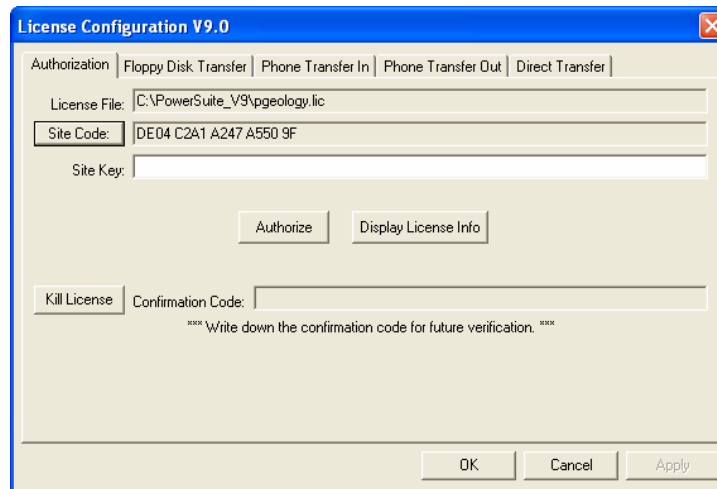 License Configuration V9.0
Authorization Floppy Disk Transfer Phone Transfer In Phone Transfer Out Direct Transfer
License File: C:\PowerSuite_V9\pgeology.lic
Site Code: DE04 C2A1 A247 A550 9F
Site Key:
Authorize Display License Info
Kill License Confirmation Code:
*** Write down the confirmation code for future verification. ***
OK Cancel Apply